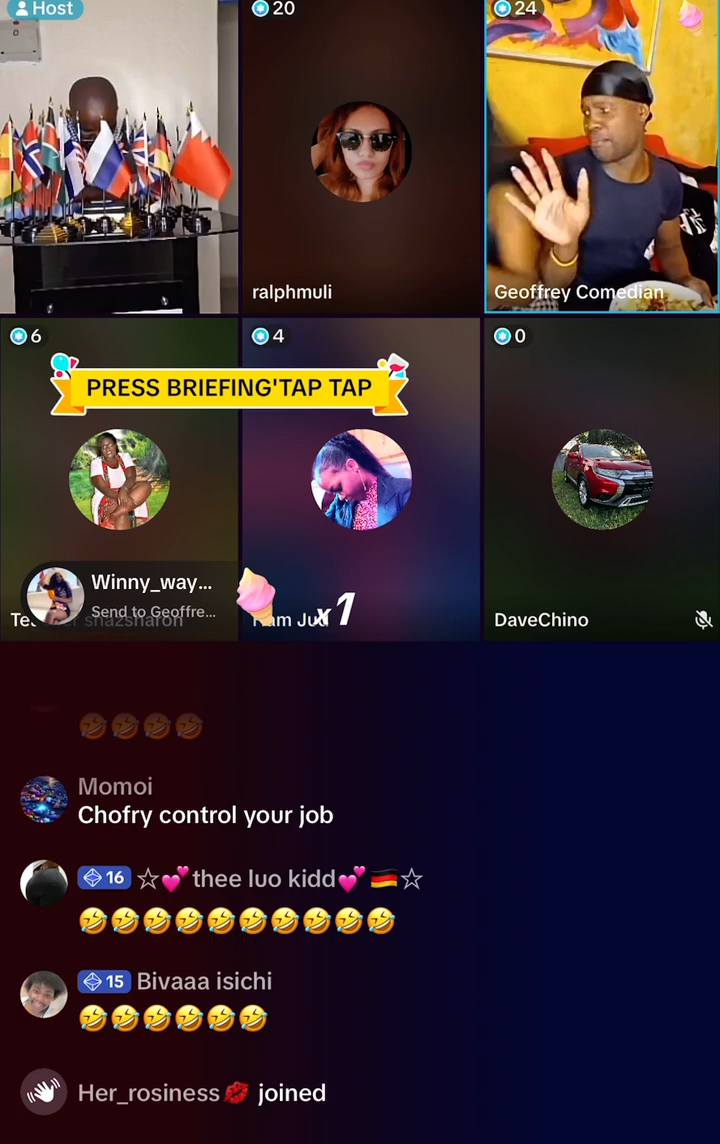 Host
20
24
ralphmuli
Geoffrey Comedian
6
4
0
PRESS BRIEFING'TAP TAP
Winny_way...
Send to Geoffre...
x1
DaveChino
Momoi
Chofry control your job
16 ☆💕thee luo kidd💕🇩🇪☆
🤣🤣🤣🤣🤣🤣🤣🤣🤣🤣
15 Bivaaa isichi
🤣🤣🤣🤣🤣🤣
Her_rosiness💋 joined